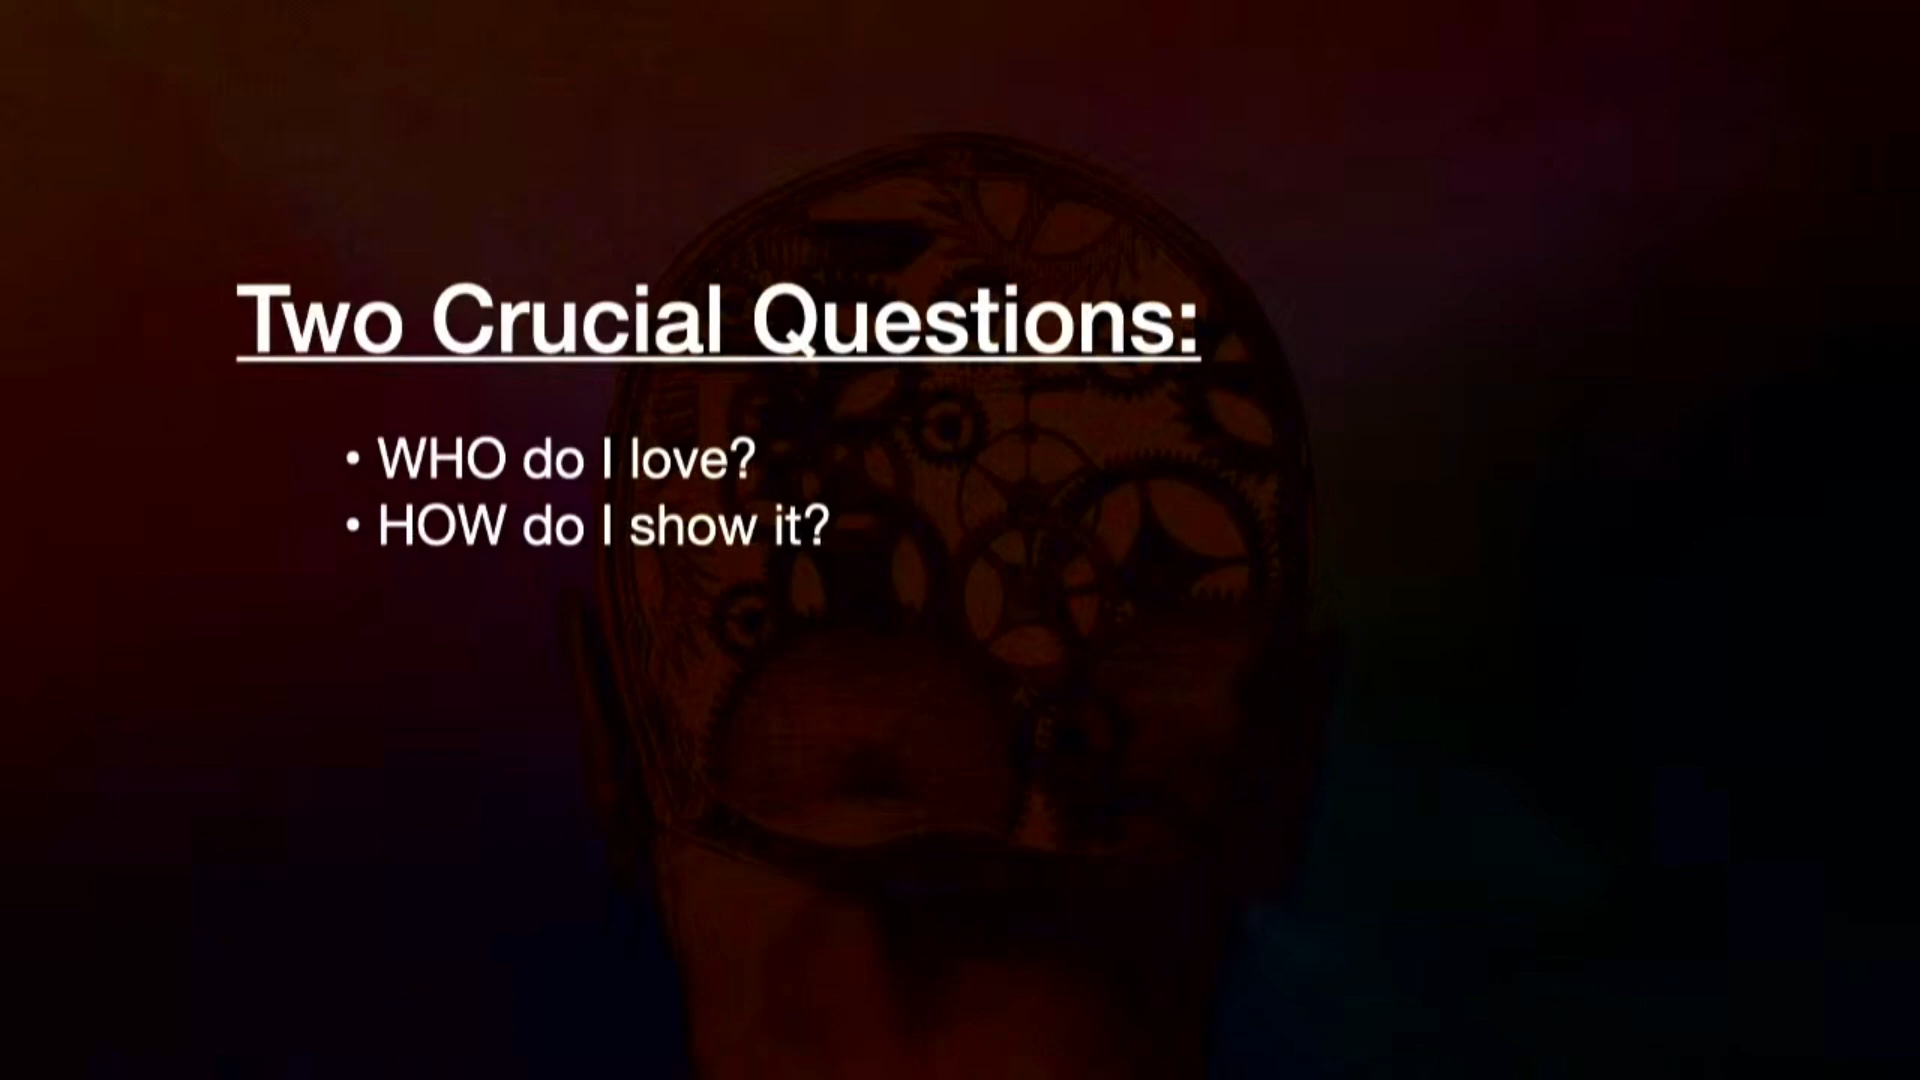 Two Crucial Questions:
• WHO do I love?
• HOW do I show it?